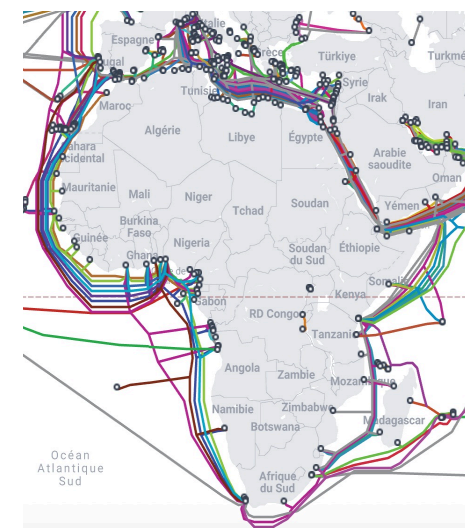 Italie
Espagne
Grèce
Türkiye
Turkmé
Tunisie
Syrie
Maroc
Irak
Iran
Algérie
Libye
Égypte
Arabie
saoudite
Oman
Mauritanie
Mali
Niger
Tchad
Soudan
Yémen
Burkina
Faso
Guinée
Nigeria
Ghana
Soudan
du Sud
Éthiopie
Somalie
Gabon
RD Congo
Kenya
Tanzanie
Angola
Zambie
Mozambique
Zimbabwe
Namibie
Botswana
Madagascar
Afrique
du Sud
Océan
Atlantique
Sud